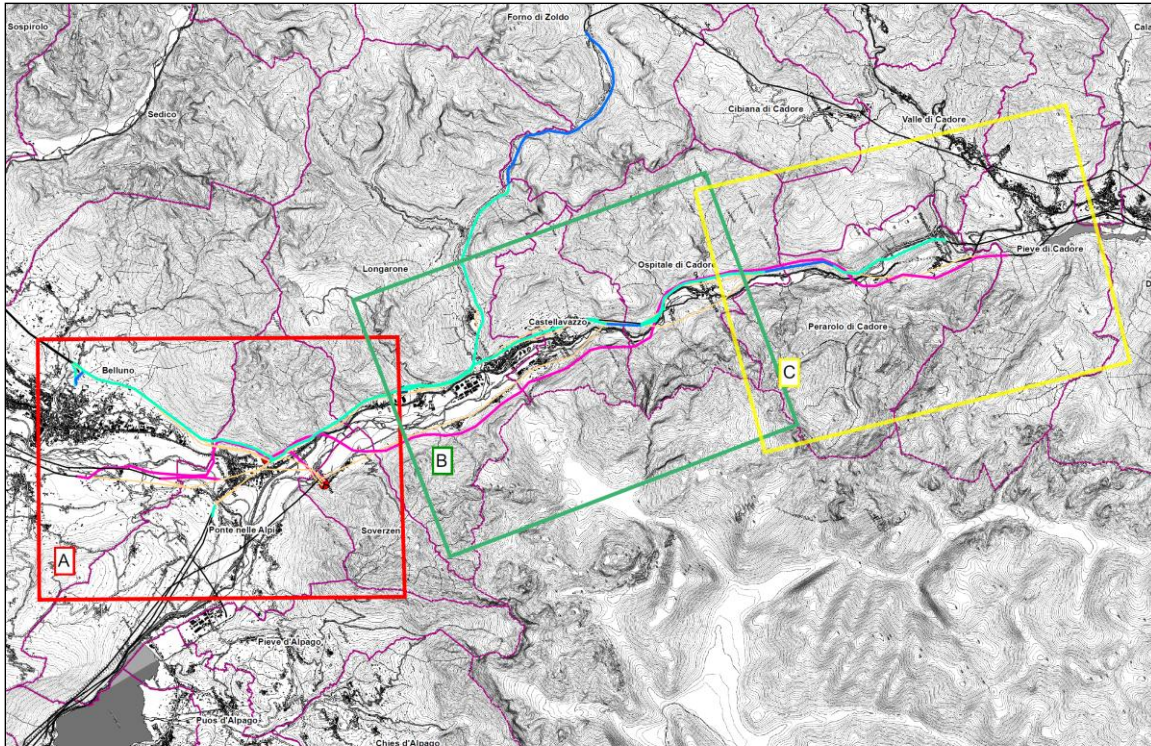 Forno di Zoldo
Sospirolo
Sedico
Cibiana di Cadore
Valle di Cadore
Pieve di Cadore
Longarone
Ospitale di Cadore
Castellavazzo
Perarolo di Cadore
Belluno
C
B
Ponte nelle Alpi
Soverzen
A
Pieve d'Alpago
Puos d'Alpago
Chies d'Alpago